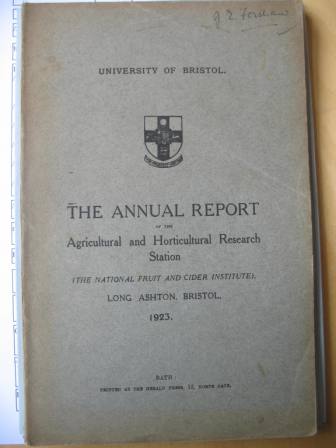 UNIVERSITY OF BRISTOL.
THE ANNUAL REPORT
OF THE
Agricultural and Horticultural Research
Station
(THE NATIONAL FRUIT AND CIDER INSTITUTE),
LONG ASHTON, BRISTOL.
1923.
BATH:
PRINTED AT THE HERALD PRESS, 12, NORTH GATE.